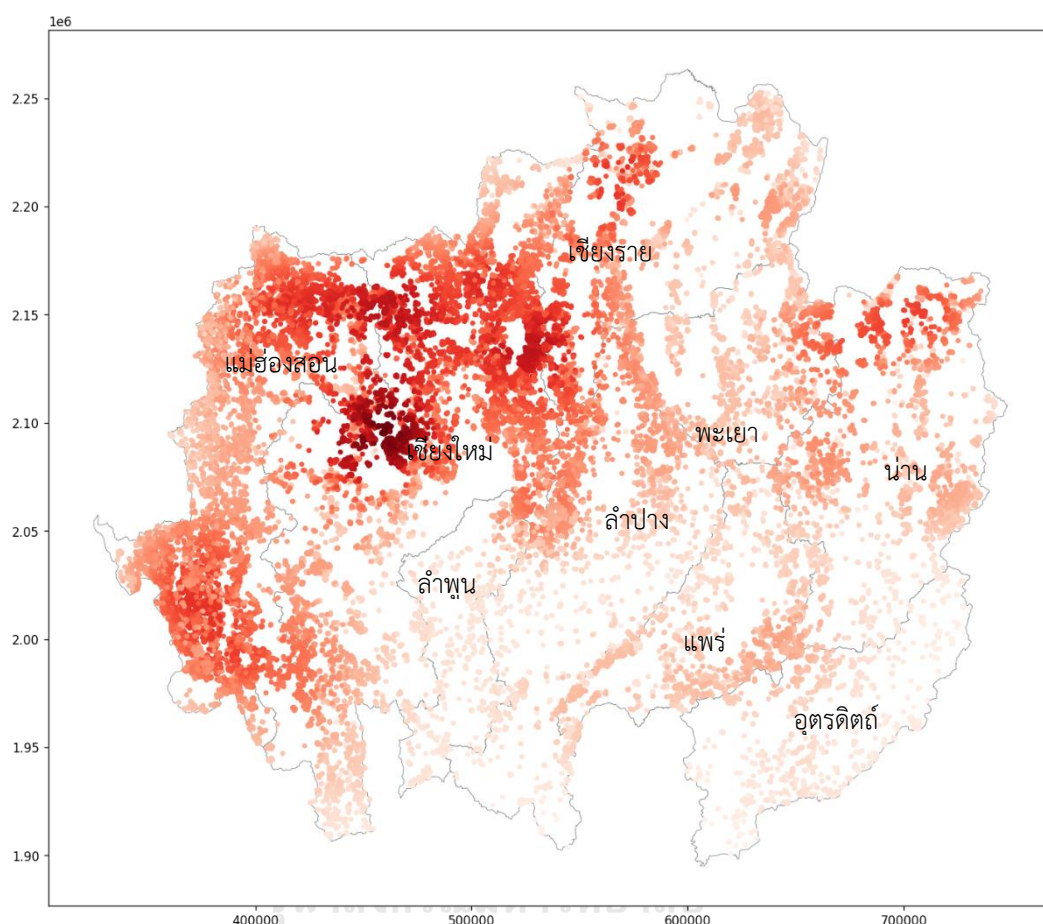 1e6
2.25
2.20
เชียงราย
2.15
แม่ฮ่องสอน
2.10
พะเยา
เชียงใหม่
น่าน
2.05
ลำปาง
ลำพูน
2.00
แพร่
อุตรดิตถ์
1.95
1.90
400000
500000
600000
700000